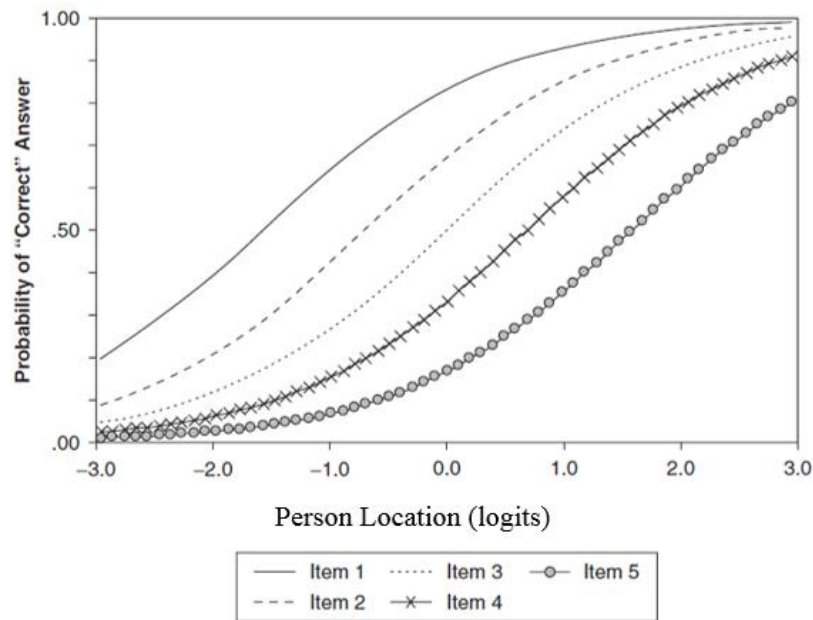 1.00
.50
.00
Probability of “Correct” Answer
−3.0 −2.0 −1.0 0.0 1.0 2.0 3.0
Person Location (logits)
Item 1 Item 3 Item 5
Item 2 Item 4